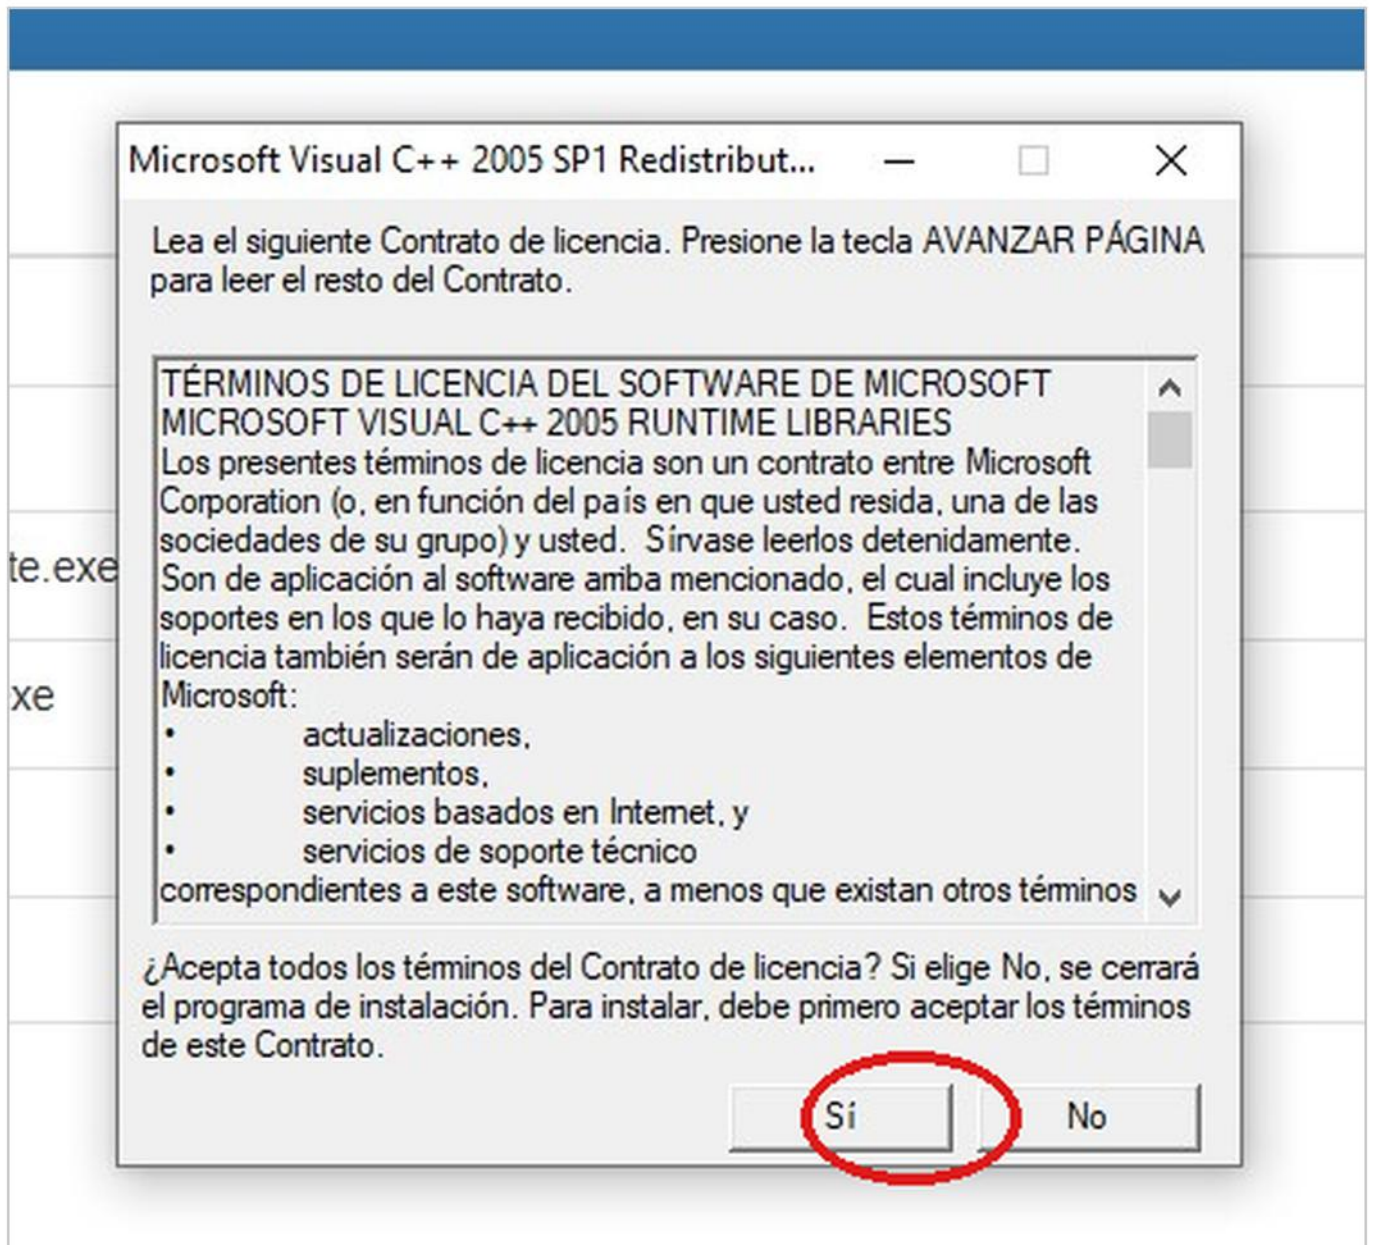 Microsoft Visual C++ 2005 SP1 Redistribut...
Lea el siguiente Contrato de licencia. Presione la tecla AVANZAR PÁGINA
para leer el resto del Contrato.
TÉRMINOS DE LICENCIA DEL SOFTWARE DE MICROSOFT
MICROSOFT VISUAL C++ 2005 RUNTIME LIBRARIES
Los presentes términos de licencia son un contrato entre Microsoft
Corporation (o, en función del país en que usted resida, una de las
sociedades de su grupo) y usted.  Sírvase leerlos detenidamente.
te.exe
Son de aplicación al software arriba mencionado, el cual incluye los
soportes en los que lo haya recibido, en su caso.  Estos términos de
licencia también serán de aplicación a los siguientes elementos de
xe
Microsoft:
• actualizaciones,
• suplementos,
• servicios basados en Internet, y
• servicios de soporte técnico
correspondientes a este software, a menos que existan otros términos
¿Acepta todos los términos del Contrato de licencia? Si elige No, se cerrará
el programa de instalación. Para instalar, debe primero aceptar los términos
de este Contrato.
Sí No